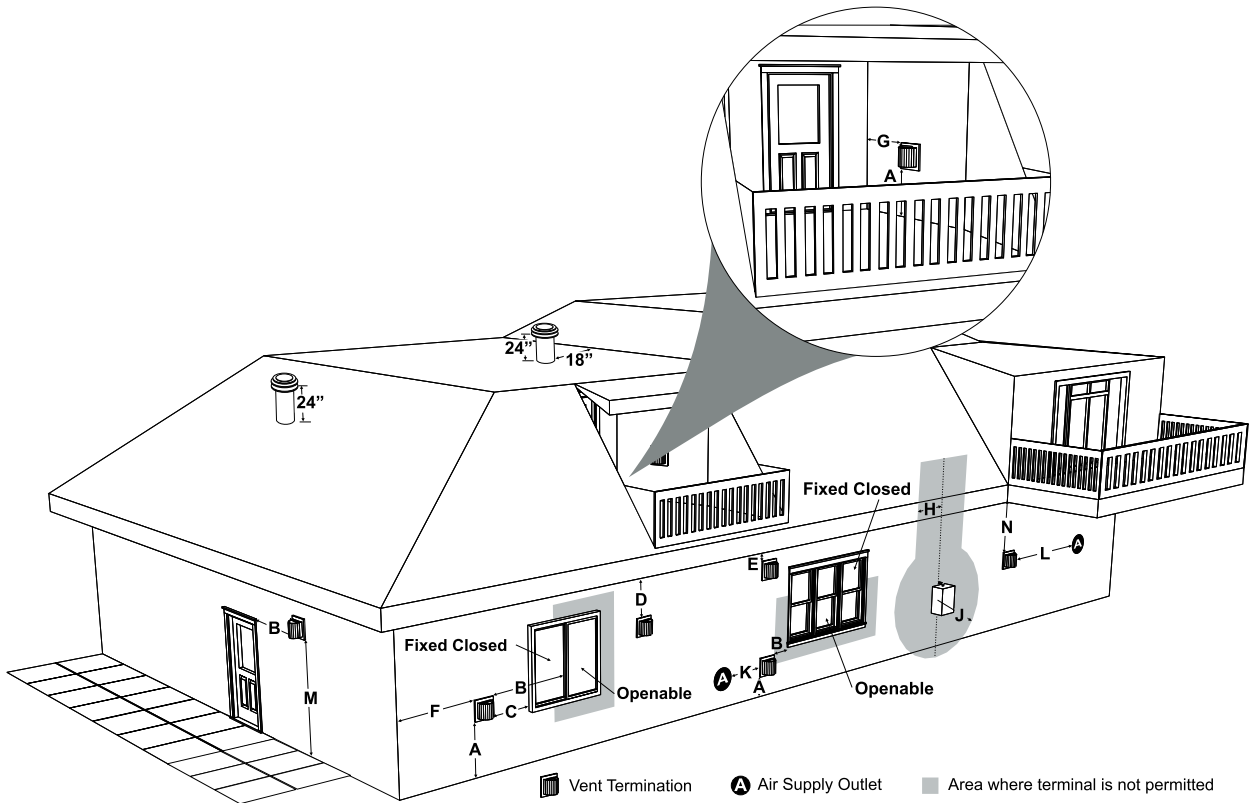 G
A
24”
18”
24”
Fixed Closed
H
N
L
A
E
D
J
B
Fixed Closed
B
K
A
A
B
Openable
Openable
M
F
C
A
Vent Termination
A Air Supply Outlet
Area where terminal is not permitted